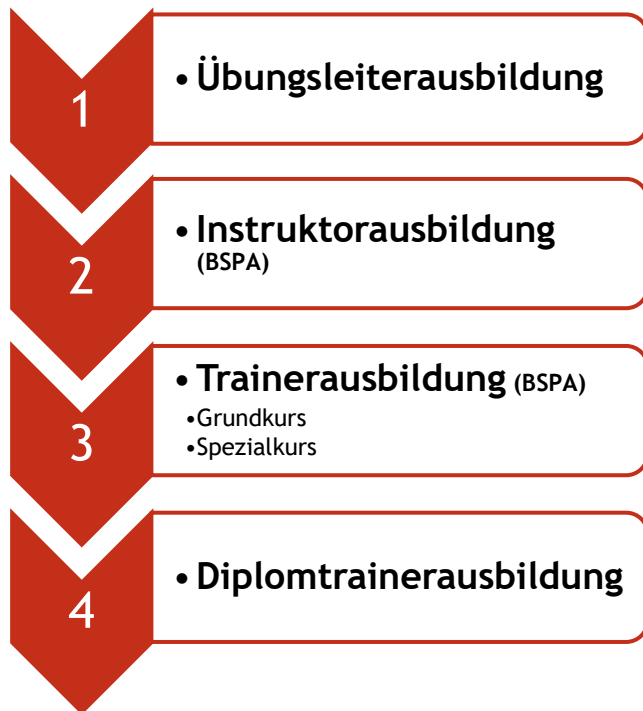 1
• Übungsleiterausbildung
2
• Instruktorausbildung
(BSPA)
3
• Trainerausbildung (BSPA)
•Grundkurs
•Spezialkurs
4
• Diplomtrainerausbildung